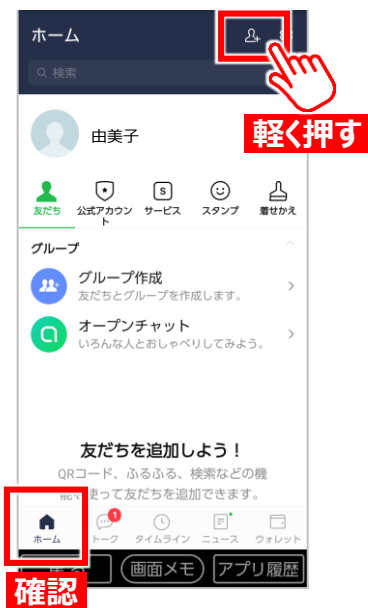 ホーム
検索
軽く押す
由美子
友だち 公式アカウント サービス スタンプ 着せかえ
グループ
グループ作成
友だちとグループを作成します。
オープンチャット
いろんな人とおしゃべりしてみよう。
友だちを追加しよう！
QRコード、ふるふる、検索などの機
能を使って友だちを追加できます。
1
ホーム トーク タイムライン ニュース ウォレット
画面メモ アプリ履歴
確認